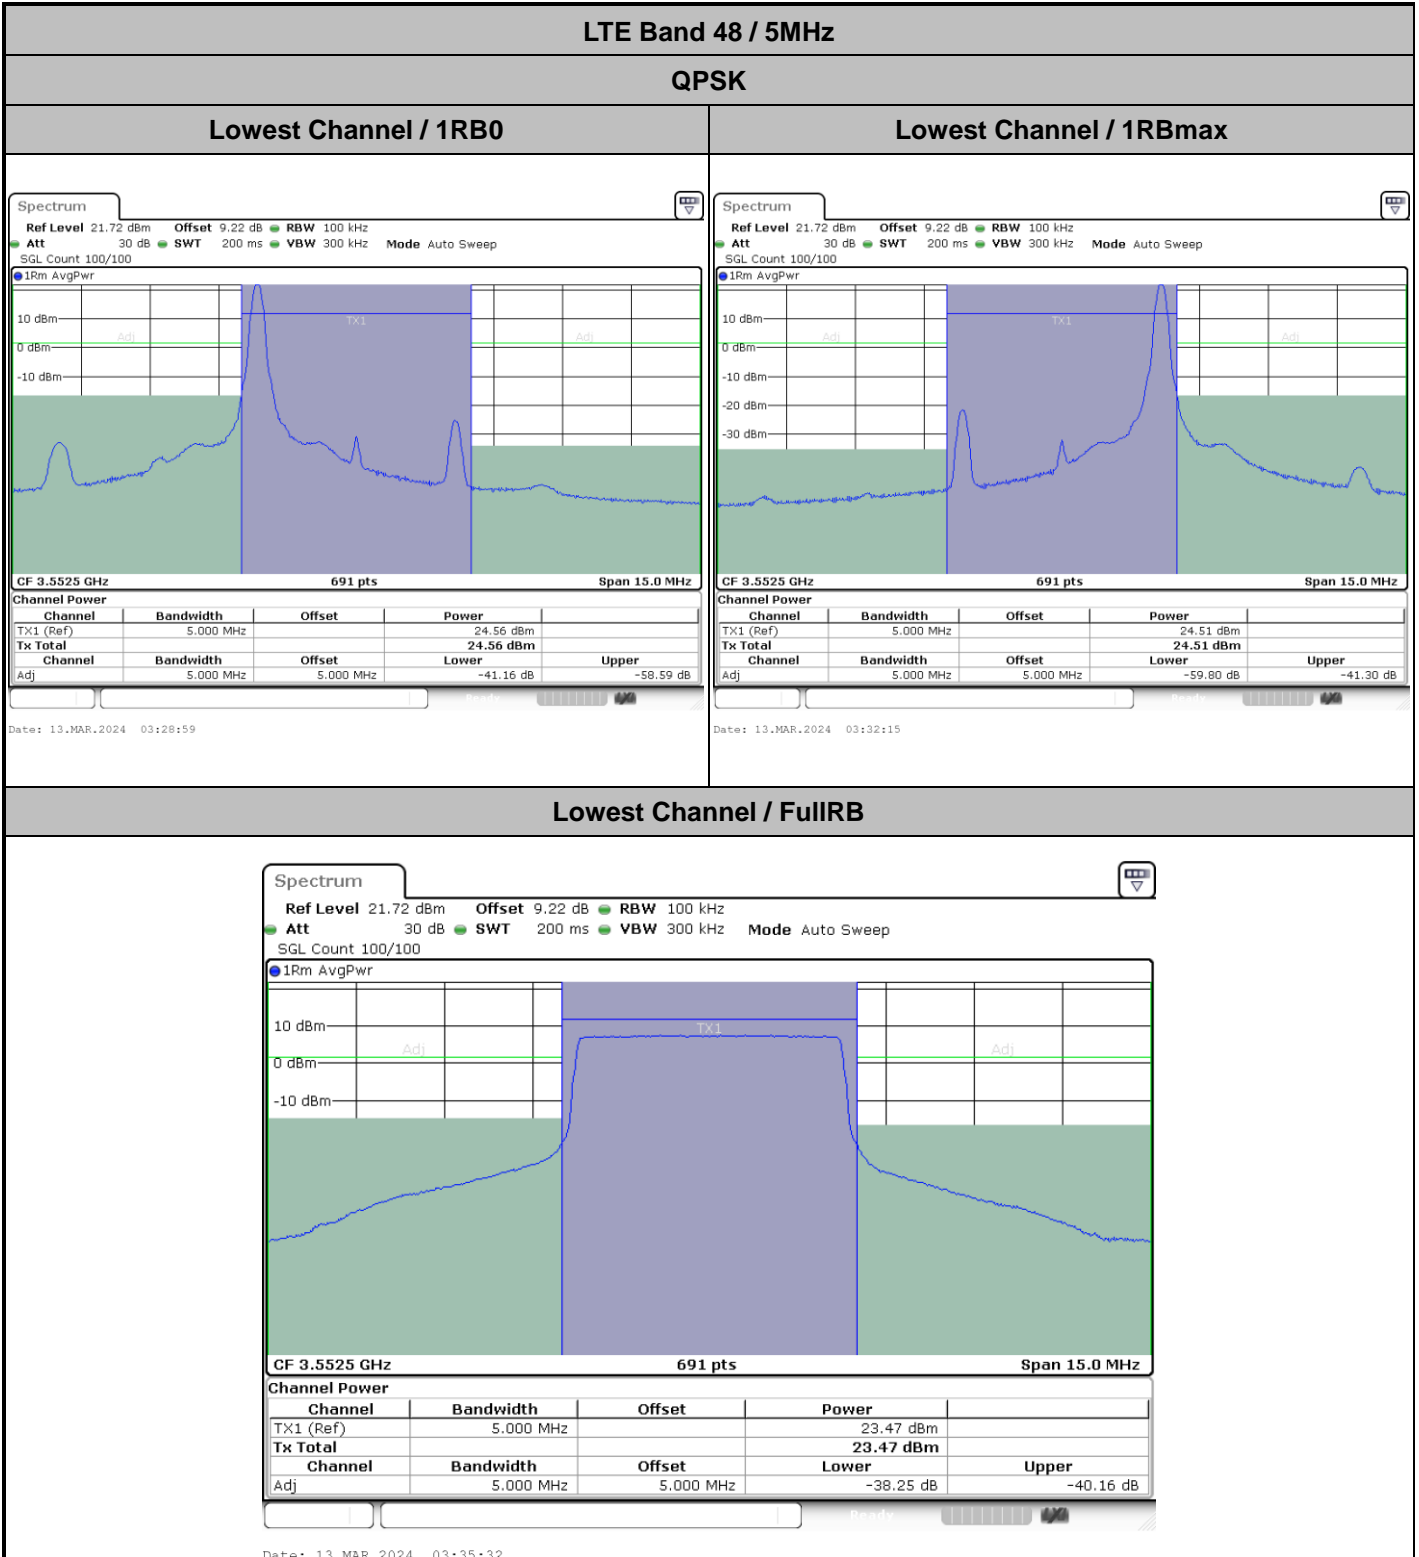 LTE Band 48 / 5MHz
QPSK
Lowest Channel / 1RB0
Lowest Channel / 1RBmax
Spectrum
Ref Level 21.72 dBm Offset 9.22 dB RBW 100 kHz
Att 30 dB SWT 200 ms VBW 300 kHz Mode Auto Sweep
SGL Count 100/100
1Rm AvgPwr
10 dBm
TX1
Adj
Adj
0 dBm
-10 dBm
CF 3.5525 GHz 691 pts Span 15.0 MHz
Channel Power
Channel Bandwidth Offset Power
TX1 (Ref) 5.000 MHz 24.56 dBm
Tx Total 24.56 dBm
Channel Bandwidth Offset Lower Upper
Adj 5.000 MHz 5.000 MHz -41.16 dB -58.59 dB
Ready
Date: 13.MAR.2024 03:28:59
Spectrum
Ref Level 21.72 dBm Offset 9.22 dB RBW 100 kHz
Att 30 dB SWT 200 ms VBW 300 kHz Mode Auto Sweep
SGL Count 100/100
1Rm AvgPwr
10 dBm
TX1
Adj
Adj
0 dBm
-10 dBm
-20 dBm
-30 dBm
CF 3.5525 GHz 691 pts Span 15.0 MHz
Channel Power
Channel Bandwidth Offset Power
TX1 (Ref) 5.000 MHz 24.51 dBm
Tx Total 24.51 dBm
Channel Bandwidth Offset Lower Upper
Adj 5.000 MHz 5.000 MHz -59.80 dB -41.30 dB
Ready
Date: 13.MAR.2024 03:32:15
Lowest Channel / FullRB
Spectrum
Ref Level 21.72 dBm Offset 9.22 dB RBW 100 kHz
Att 30 dB SWT 200 ms VBW 300 kHz Mode Auto Sweep
SGL Count 100/100
1Rm AvgPwr
10 dBm
TX1
Adj
Adj
0 dBm
-10 dBm
CF 3.5525 GHz 691 pts Span 15.0 MHz
Channel Power
Channel Bandwidth Offset Power
TX1 (Ref) 5.000 MHz 23.47 dBm
Tx Total 23.47 dBm
Channel Bandwidth Offset Lower Upper
Adj 5.000 MHz 5.000 MHz -38.25 dB -40.16 dB
Ready
Date: 13.MAR.2024 03:35:32